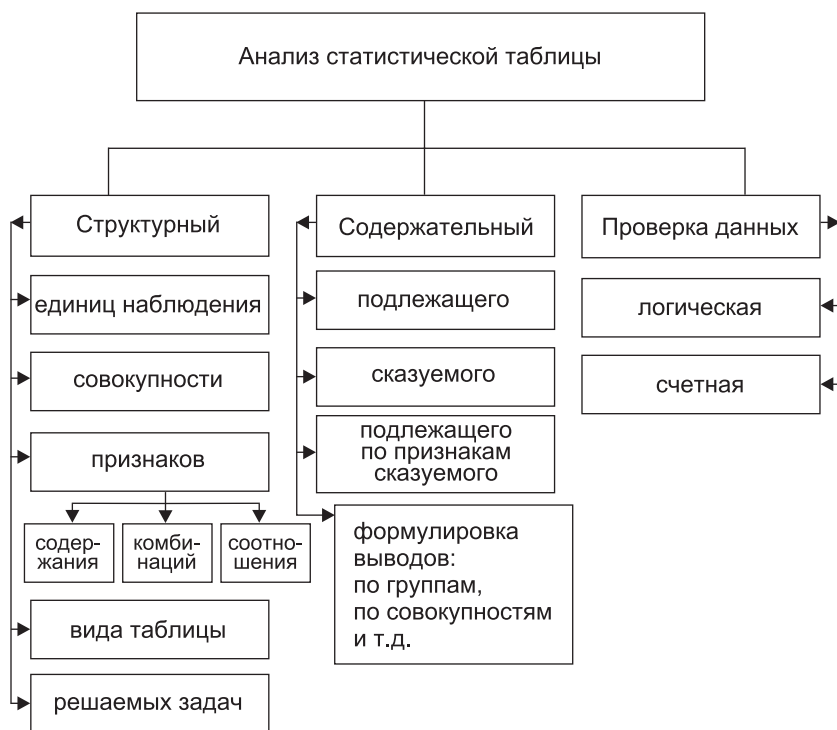 Анализ статистической таблицы
Структурный
единиц наблюдения
совокупности
признаков
содер-
жания
комби-
наций
соотно-
шения
вида таблицы
решаемых задач
Содержательный
подлежащего
сказуемого
подлежащего
по признакам
сказуемого
формулировка
выводов:
по группам,
по совокупностям
и т.д.
Проверка данных
логическая
счетная